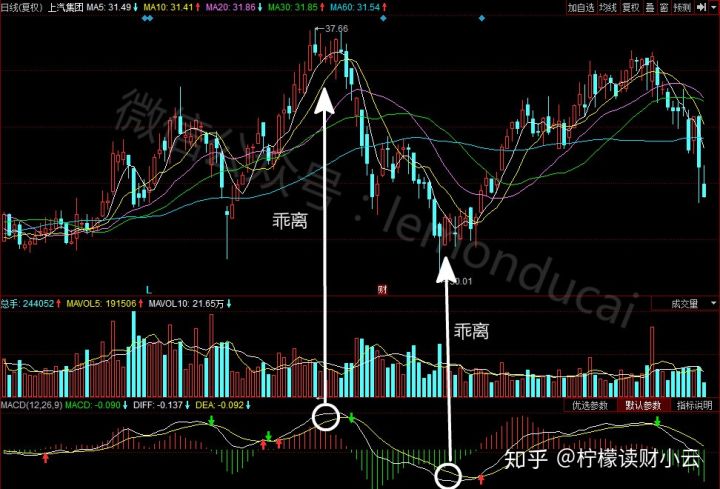 日线(复权) 上汽集团 MA5: 31.49↓ MA10: 31.41↑ MA20: 31.86↓ MA30: 31.85↑ MA60: 31.54↑ 加自选 均线 复权 叠 窗 预测
37.66
微信公众号：lemonducai
乖离
30.01
L 财
乖离
总手: 244052↑ MAVOL5: 191506↑ MAVOL10: 21.65万↓ 成交量
MACD(12,26,9) MACD: -0.090↓ DIFF: -0.137↓ DEA: -0.092↓ 优选参数 默认参数 指标说明
知乎 @柠檬读财小云